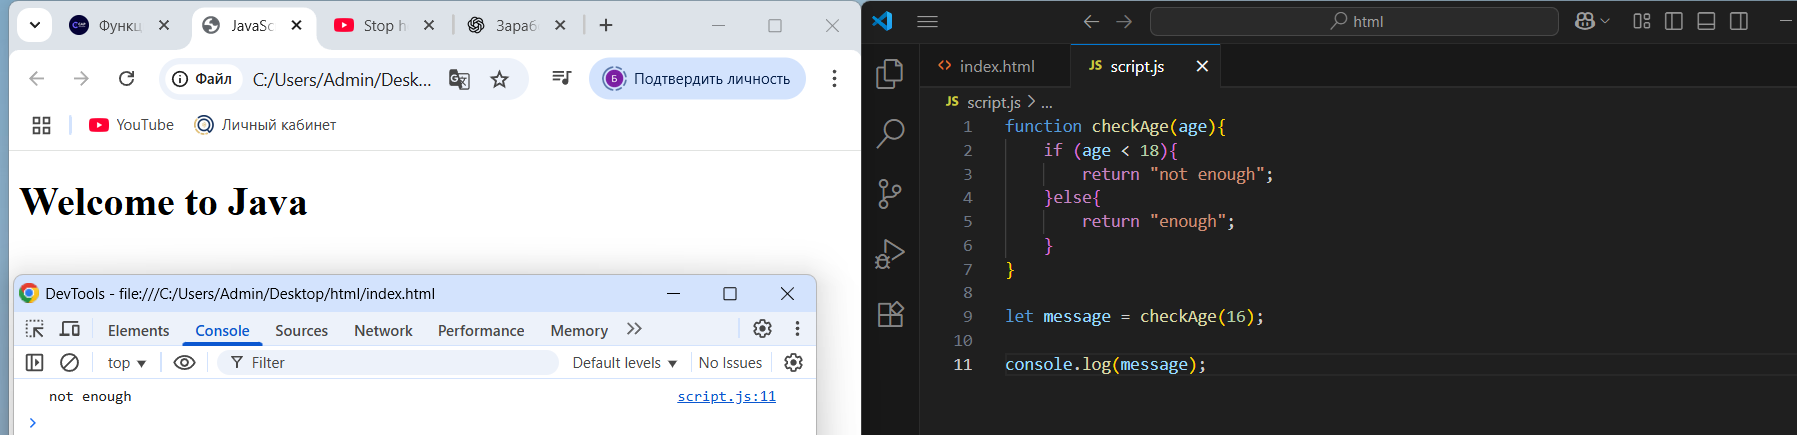 Функц
JavaSc
Stop h
Зараб
Файл
C:/Users/Admin/Desk...
Подтвердить личность
YouTube
Личный кабинет
Welcome to Java
DevTools - file:///C:/Users/Admin/Desktop/html/index.html
Elements Console Sources Network Performance Memory
top Filter Default levels No Issues
not enough script.js:11
html
index.html
JS script.js
JS script.js > ...
1 function checkAge(age){
2 if (age < 18){
3 return "not enough";
4 }else{
5 return "enough";
6 }
7 }
8
9 let message = checkAge(16);
10
11 console.log(message);